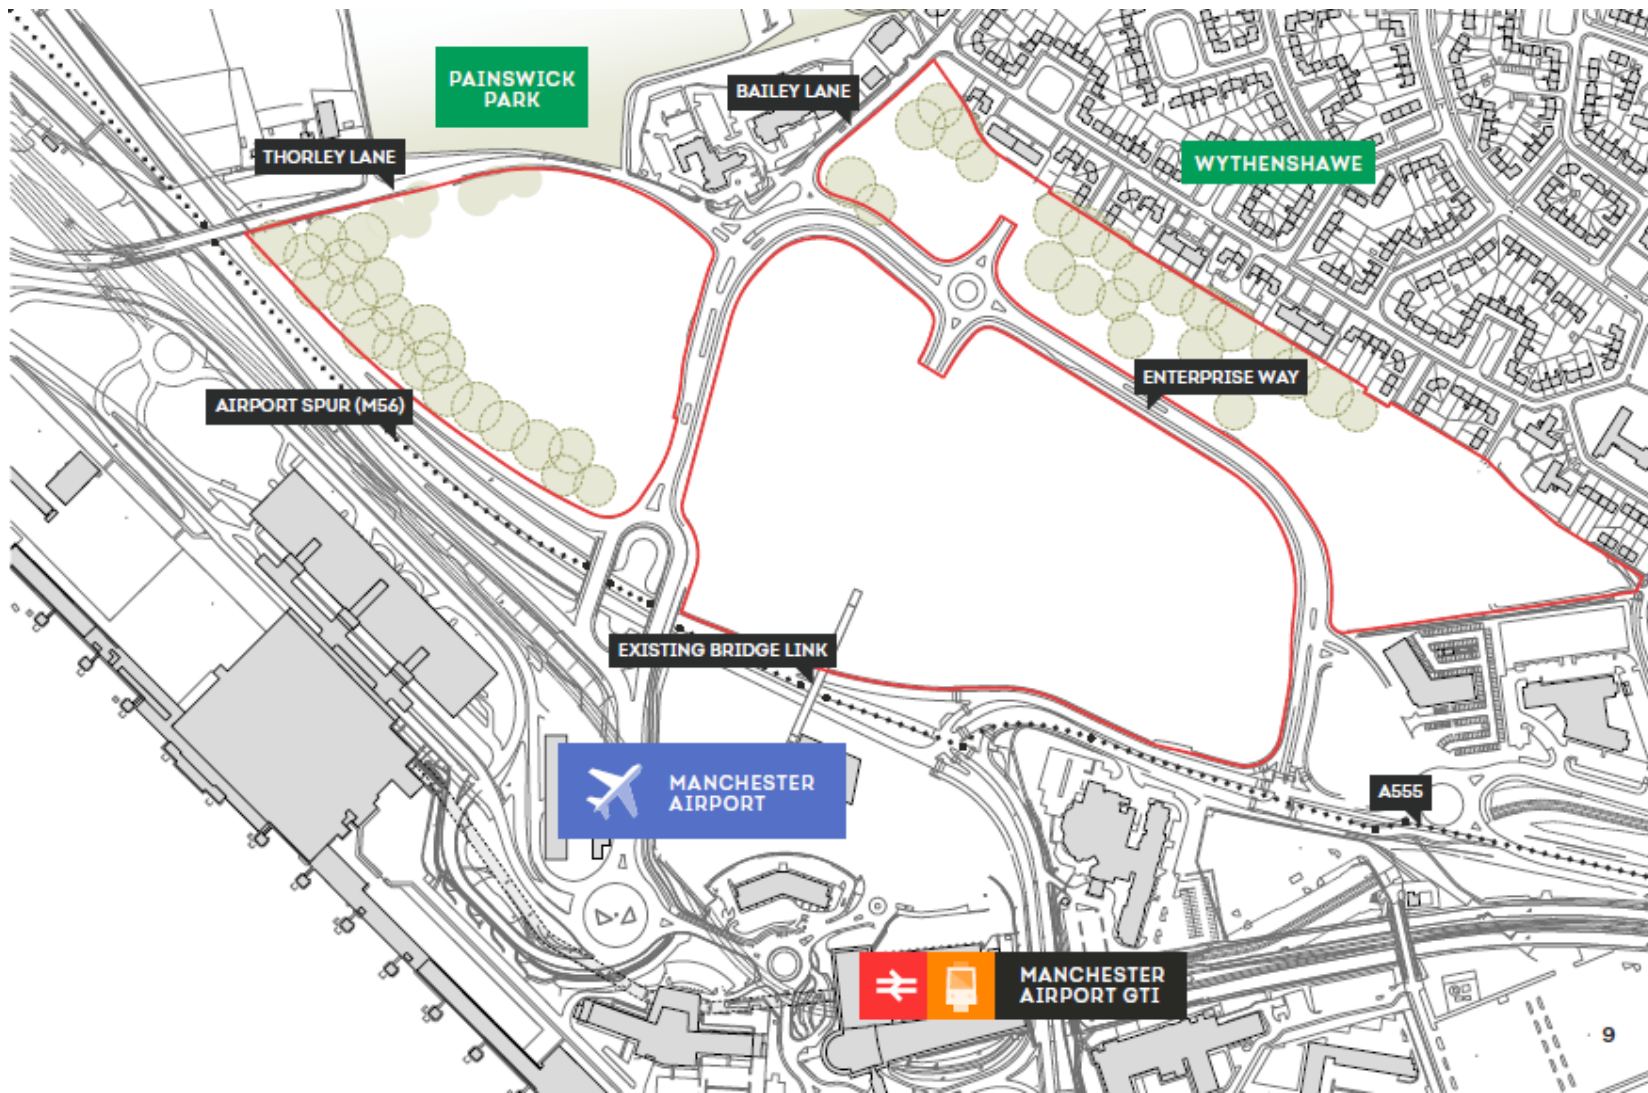 PAINSWICK
PARK
BAILEY LANE
THORLEY LANE
WYTHENSHAWE
ENTERPRISE WAY
AIRPORT SPUR (M56)
EXISTING BRIDGE LINK
MANCHESTER
AIRPORT
A555
MANCHESTER
AIRPORT GTI
9